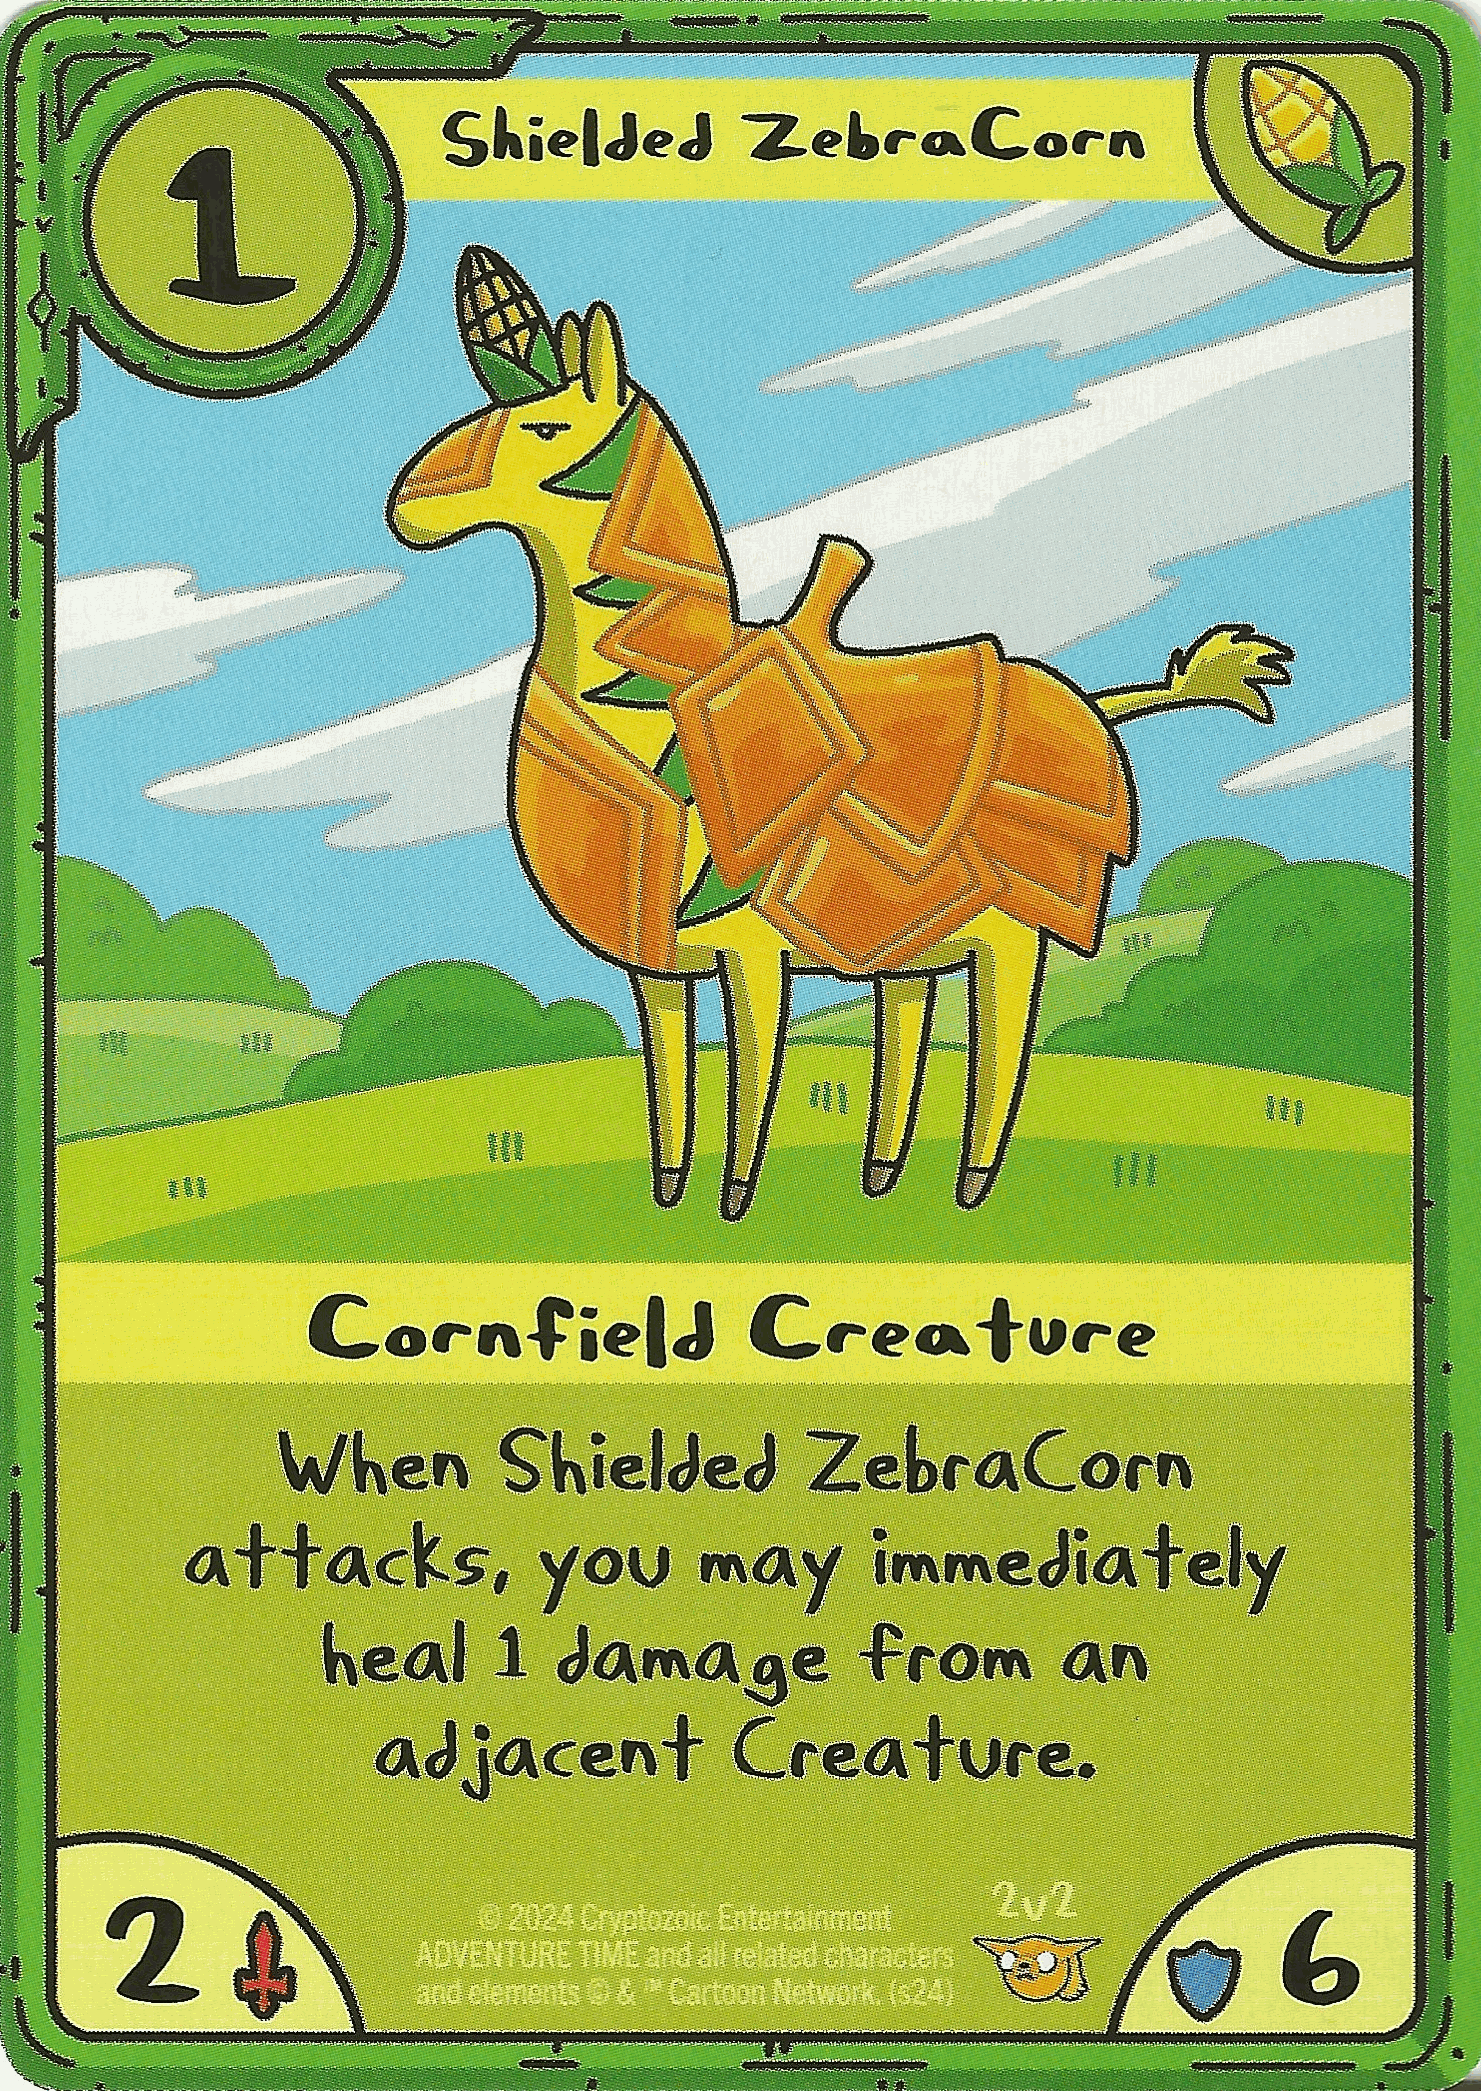 1
Shielded ZebraCorn
Cornfield Creature
When Shielded ZebraCorn
attacks, you may immediately
heal 1 damage from an
adjacent Creature.
2
© 2024 Cryptozoic Entertainment
ADVENTURE TIME and all related characters
and elements © & ™ Cartoon Network. (s24)
2v2
6